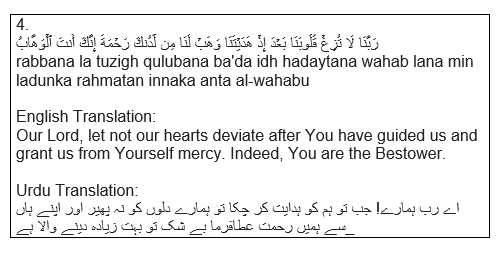 4.
رَبَّنَا لَا تُزِغْ قُلُوبَنَا بَعْدَ إِذْ هَدَيْتَنَا وَهَبْ لَنَا مِن لَّدُنكَ رَحْمَةً إِنَّكَ أَنتَ ٱلْوَهَّابُ
rabbana la tuzigh qulubana ba'da idh hadaytana wahab lana min
ladunka rahmatan innaka anta al-wahabu
English Translation:
Our Lord, let not our hearts deviate after You have guided us and
grant us from Yourself mercy. Indeed, You are the Bestower.
Urdu Translation:
اے رب ہمارے! جب تو ہم کو ہدایت کر چکا تو ہمارے دلوں کو نہ پھیر اور اپنے ہاں
سے ہمیں رحمت عطافرما بے شک تو بہت زیادہ دینے والا ہے_